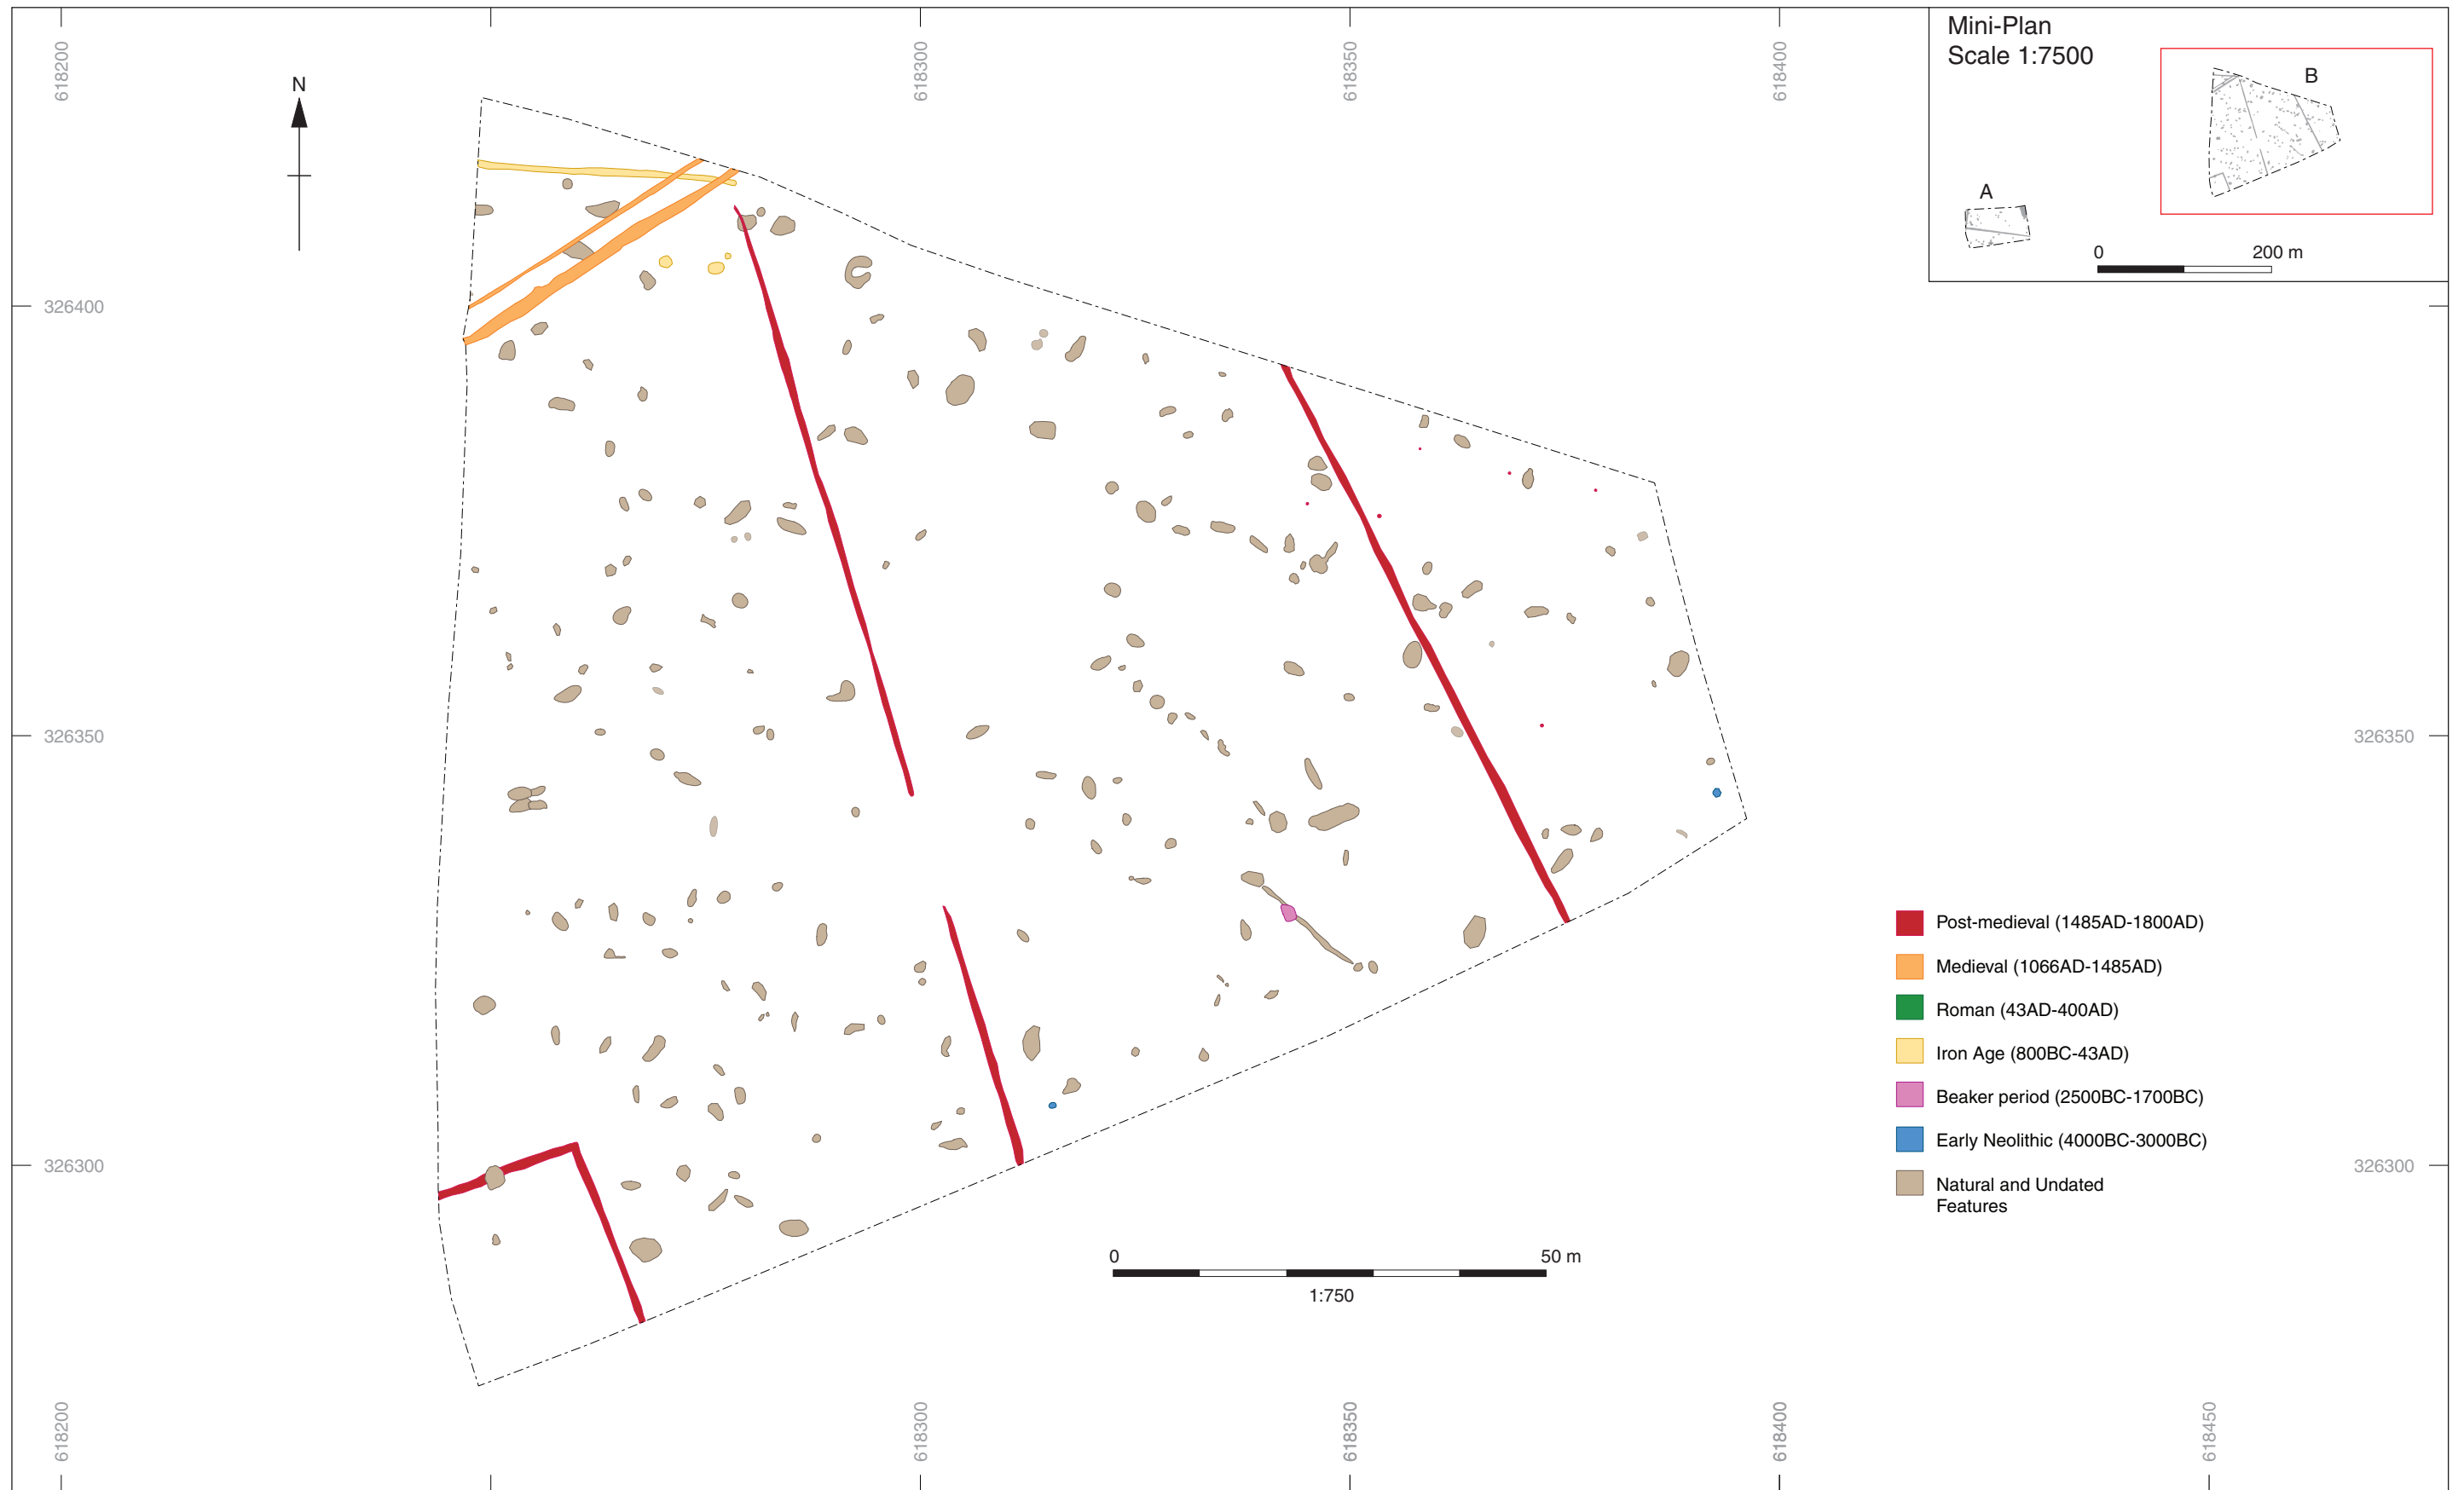 618200
618300
618350
618400
Mini-Plan
Scale 1:7500
B
A
0
200 m
N
326400
326350
326350
Post-medieval (1485AD-1800AD)
Medieval (1066AD-1485AD)
Roman (43AD-400AD)
Iron Age (800BC-43AD)
Beaker period (2500BC-1700BC)
Early Neolithic (4000BC-3000BC)
326300
326300
Natural and Undated
Features
0
50 m
1:750
618200
618300
618350
618400
618450